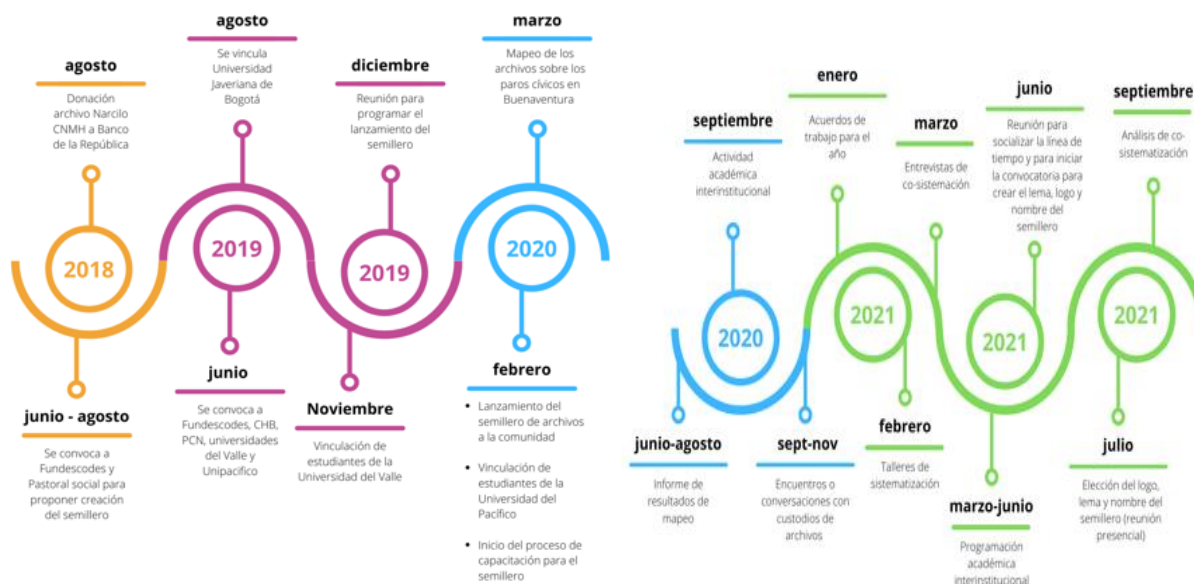 agosto
Donación
archivo Narcilo
CNMH a Banco
de la República
2018
junio - agosto
Se convoca a
Fundescodes y
Pastoral social para
proponer creación
del semillero
agosto
Se vincula
Universidad
Javeriana de
Bogotá
2019
junio
Se convoca a
Fundescodes, CHB,
PCN, universidades
del Valle y
Unipacifico
diciembre
Reunión para
programar el
lanzamiento del
semillero
2019
Noviembre
Vinculación de
estudiantes de la
Universidad del Valle
marzo
Mapeo de los
archivos sobre los
paros cívicos en
Buenaventura
2020
febrero
• Lanzamiento del
semillero de archivos
a la comunidad
• Vinculación de
estudiantes de la
Universidad del
Pacífico
• Inicio del proceso de
capacitación para el
semillero
septiembre
Actividad
académica
interinstitucional
2020
junio-agosto
Informe de
resultados de
mapeo
sept-nov
Encuentros o
conversaciones con
custodios de
archivos
enero
Acuerdos de
trabajo para el
año
2021
febrero
Talleres de
sistematización
marzo
Entrevistas de
co-sistemación
junio
Reunión para
socializar la línea de
tiempo y para iniciar
la convocatoria para
crear el lema, logo y
nombre del
semillero
2021
marzo-junio
Programación
académica
interinstitucional
septiembre
Análisis de co-
sistematización
2021
julio
Elección del logo,
lema y nombre del
semillero (reunión
presencial)